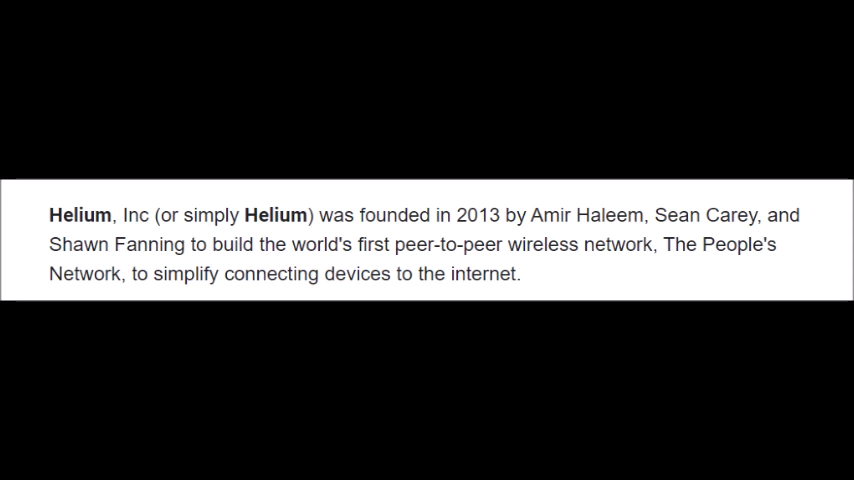 Helium, Inc (or simply Helium) was founded in 2013 by Amir Haleem, Sean Carey, and
Shawn Fanning to build the world's first peer-to-peer wireless network, The People's
Network, to simplify connecting devices to the internet.